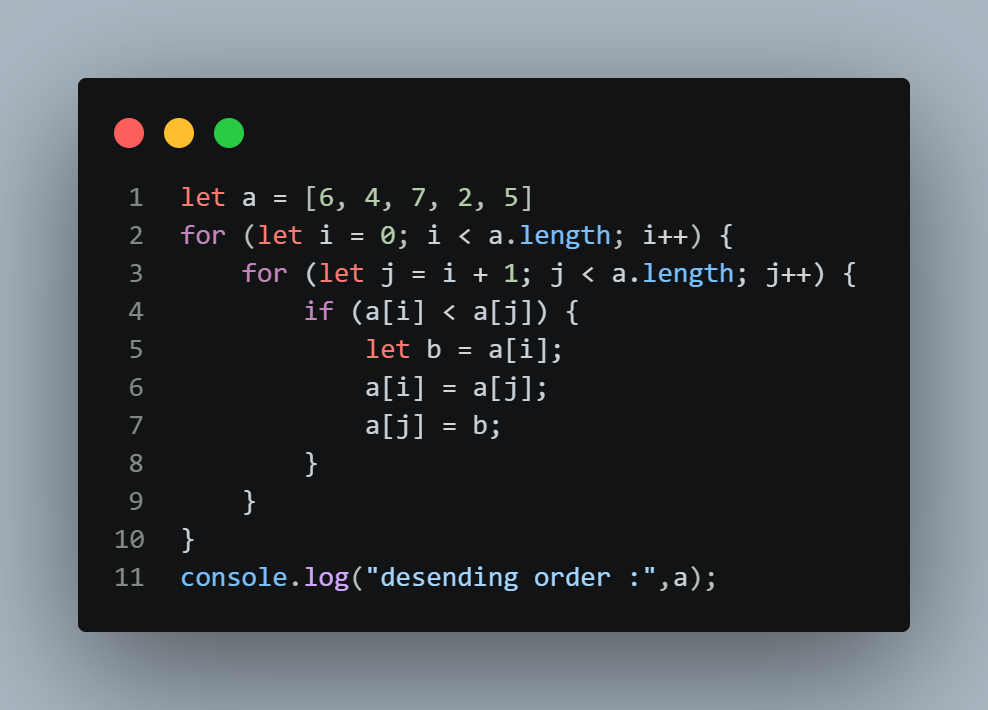 1 let a = [6, 4, 7, 2, 5]
2 for (let i = 0; i < a.length; i++) {
3     for (let j = i + 1; j < a.length; j++) {
4         if (a[i] < a[j]) {
5             let b = a[i];
6             a[i] = a[j];
7             a[j] = b;
8         }
9     }
10 }
11 console.log("desending order :",a);